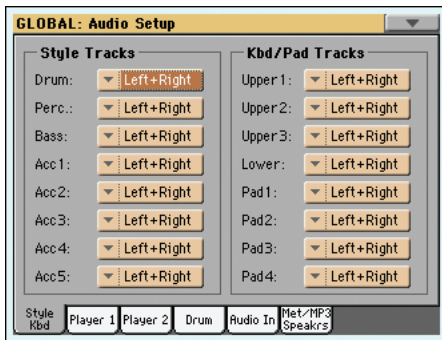 GLOBAL: Audio Setup
Style Tracks
Drum: Left+Right
Perc.: Left+Right
Bass: Left+Right
Acc1: Left+Right
Acc2: Left+Right
Acc3: Left+Right
Acc4: Left+Right
Acc5: Left+Right
Kbd/Pad Tracks
Upper1: Left+Right
Upper2: Left+Right
Upper3: Left+Right
Lower: Left+Right
Pad1: Left+Right
Pad2: Left+Right
Pad3: Left+Right
Pad4: Left+Right
Style
Kbd
Player 1
Player 2
Drum
Audio In
Met/MP3
Speakrs